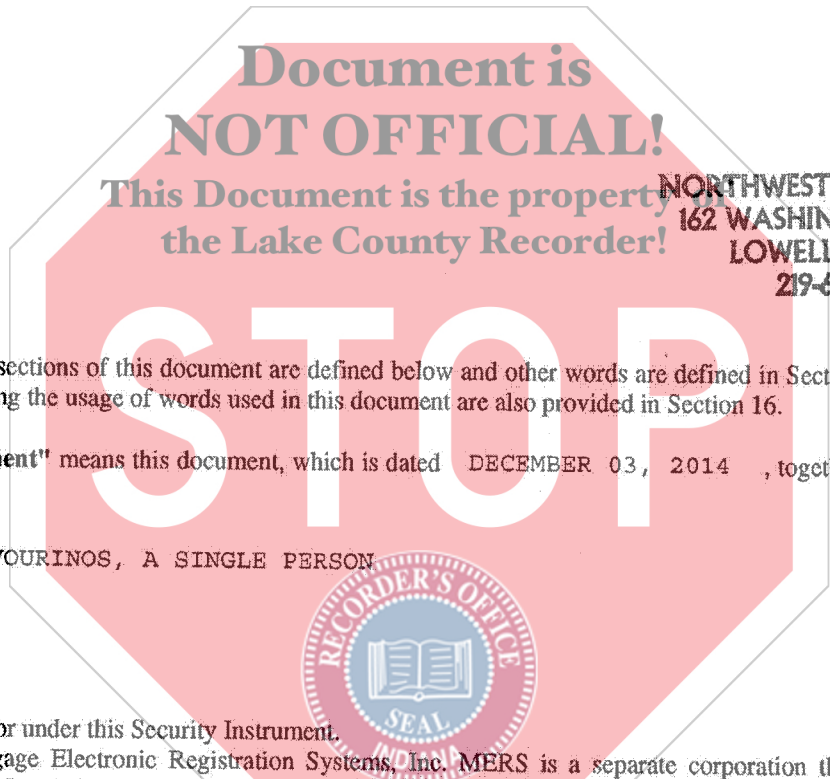 Document is
NOT OFFICIAL!
This Document is the property of
the Lake County Recorder!
NORTHWEST
162 WASHIN
LOWELL
219-6
STOP
sections of this document are defined below and other words are defined in Sect
ng the usage of words used in this document are also provided in Section 16.
ent" means this document, which is dated DECEMBER 03, 2014 , toget
YOURINOS, A SINGLE PERSON
RECORDER'S OFFICE
SEAL
INDIANA
or under this Security Instrument.
gage Electronic Registration Systems, Inc. MERS is a separate corporation th